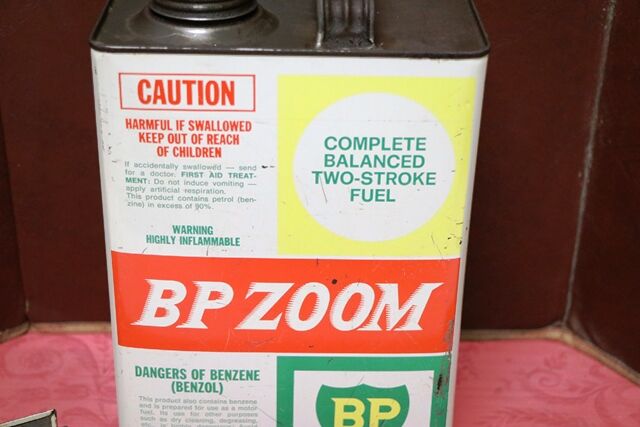 CAUTION
HARMFUL IF SWALLOWED
KEEP OUT OF REACH
OF CHILDREN
If accidentally swallowed — send
for a doctor. FIRST AID TREAT-
MENT: Do not induce vomiting —
apply artificial respiration.
This product contains petrol (ben-
zine) in excess of 90%.
WARNING
HIGHLY INFLAMMABLE
COMPLETE
BALANCED
TWO-STROKE
FUEL
BP ZOOM
DANGERS OF BENZENE
(BENZOL)
This product also contains benzene
and is prepared for use as a motor
fuel. Its use for other purposes
such as dry cleaning, degreasing,
BP